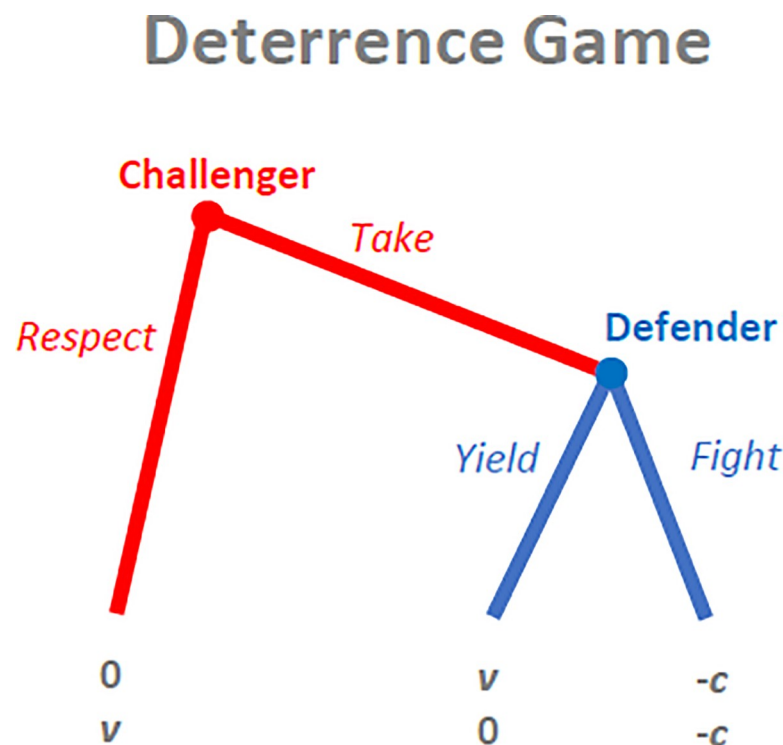 Deterrence Game
Challenger
Take
Respect
Defender
Yield
Fight
0 v -c
v 0 -c